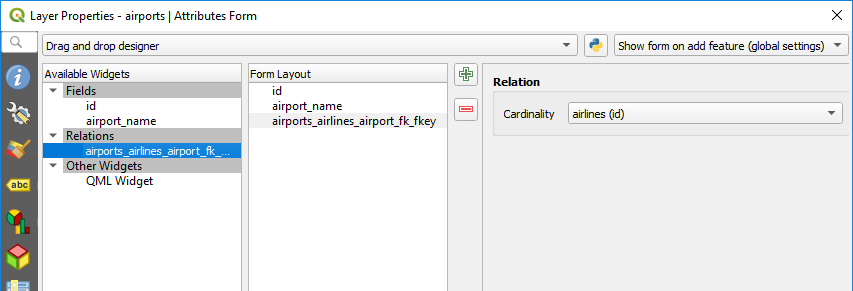 Layer Properties - airports | Attributes Form
Drag and drop designer
Show form on add feature (global settings)
Available Widgets
Fields
id
airport_name
Relations
airports_airlines_airport_fk_...
Other Widgets
QML Widget
Form Layout
id
airport_name
airports_airlines_airport_fk_fkey
Relation
Cardinality
airlines (id)
abc